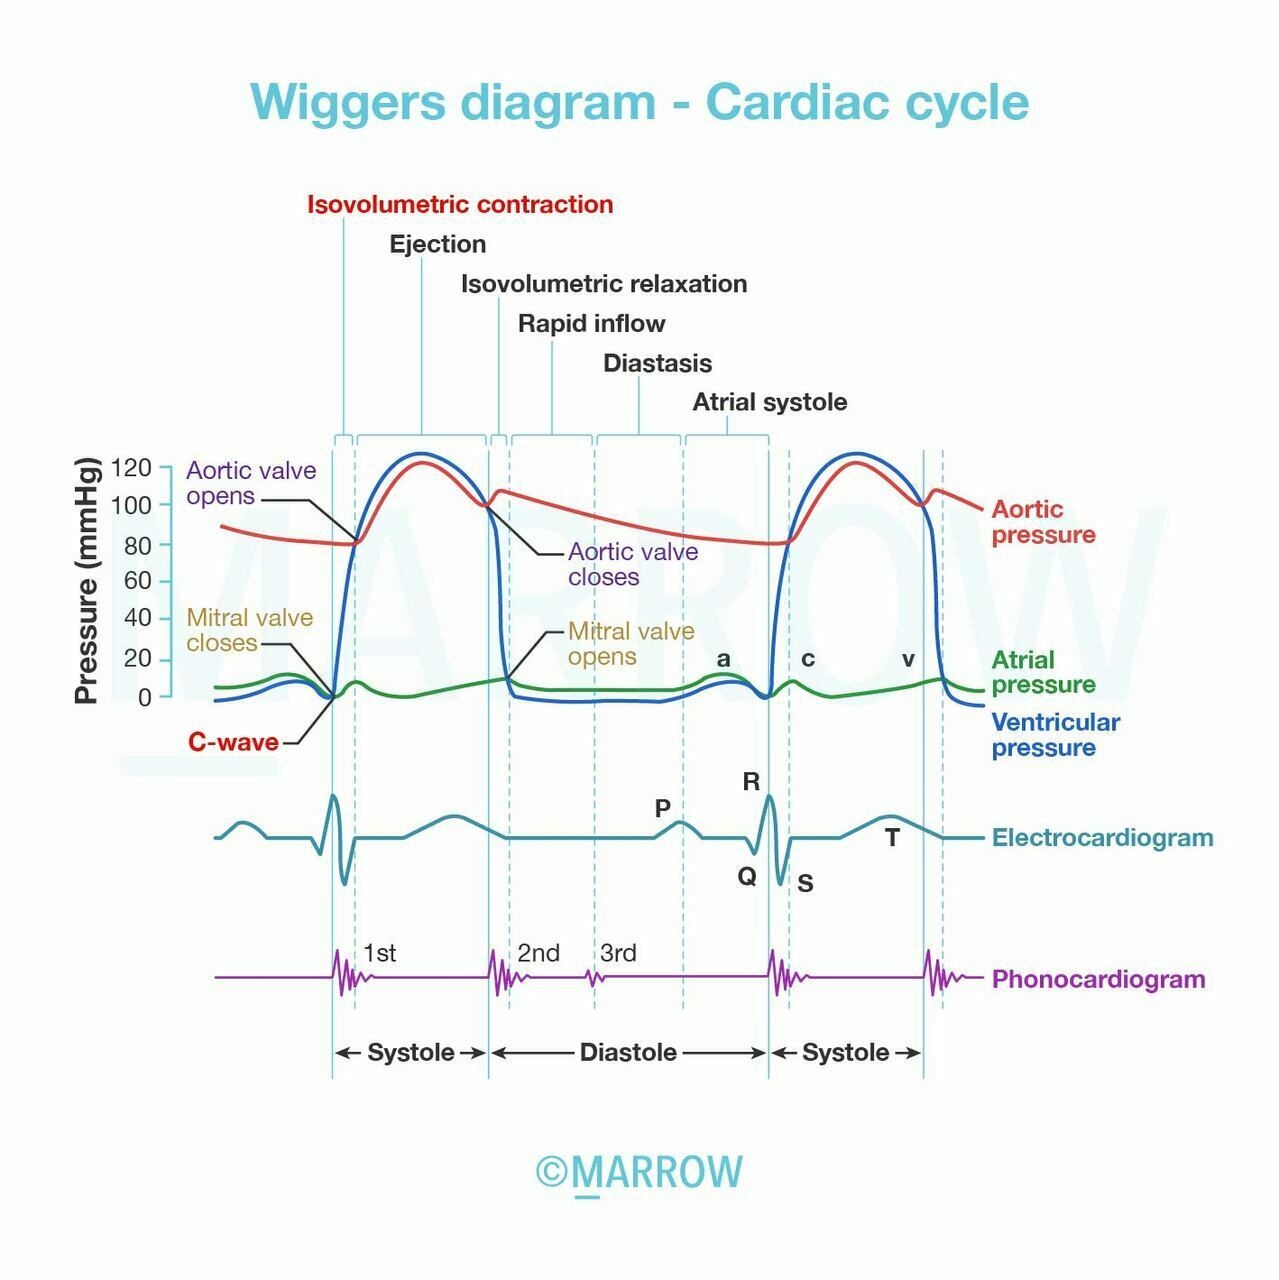 Wiggers diagram - Cardiac cycle
Isovolumetric contraction
Ejection
Isovolumetric relaxation
Rapid inflow
Diastasis
Atrial systole
Pressure (mmHg)
120
100
80
60
40
20
0
Aortic valve
opens
Aortic valve
closes
Mitral valve
closes
Mitral valve
opens
C-wave
a
c
v
Aortic
pressure
Atrial
pressure
Ventricular
pressure
R
P
Q
S
T
Electrocardiogram
1st
2nd
3rd
Phonocardiogram
Systole
Diastole
Systole
MARROW
©MARROW